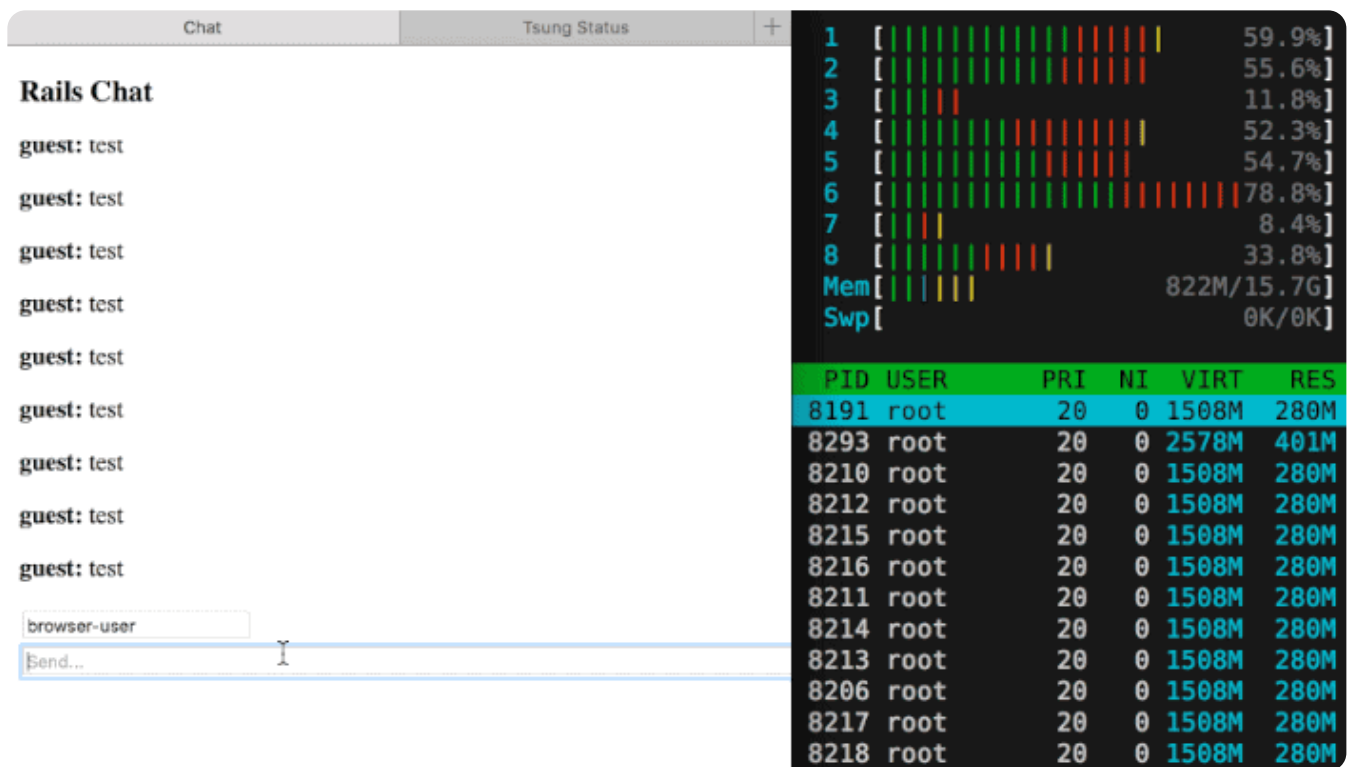 Chat
Tsung Status
+
Rails Chat
guest: test
guest: test
guest: test
guest: test
guest: test
guest: test
guest: test
guest: test
guest: test
browser-user
Send...
1 [ 59.9%]
2 [ 55.6%]
3 [ 11.8%]
4 [ 52.3%]
5 [ 54.7%]
6 [ 78.8%]
7 [ 8.4%]
8 [ 33.8%]
Mem[ 822M/15.7G]
Swp[ 0K/0K]
PID USER PRI NI VIRT RES
8191 root 20 0 1508M 280M
8293 root 20 0 2578M 401M
8210 root 20 0 1508M 280M
8212 root 20 0 1508M 280M
8215 root 20 0 1508M 280M
8216 root 20 0 1508M 280M
8211 root 20 0 1508M 280M
8214 root 20 0 1508M 280M
8213 root 20 0 1508M 280M
8206 root 20 0 1508M 280M
8217 root 20 0 1508M 280M
8218 root 20 0 1508M 280M